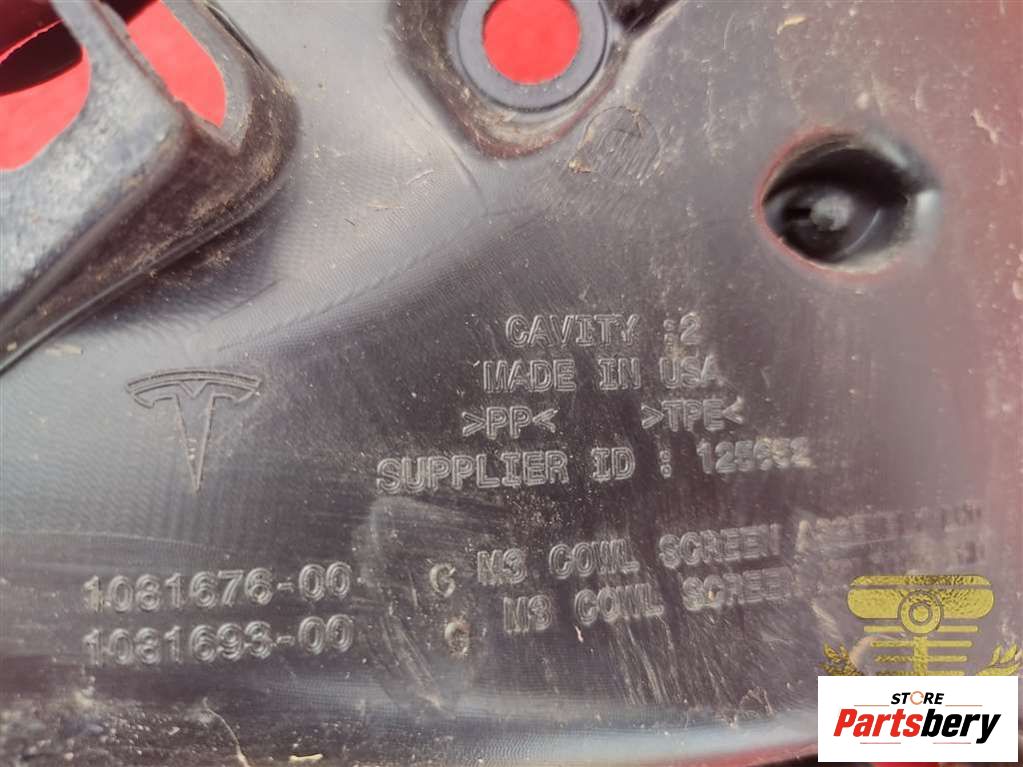 CAVITY :2
MADE IN USA
>PP< >TPE<
SUPPLIER ID : 125652
1081676-00- C M3 COWL SCREEN
1081693-00 C M3 COWL SCREEN
STORE
Partsbery